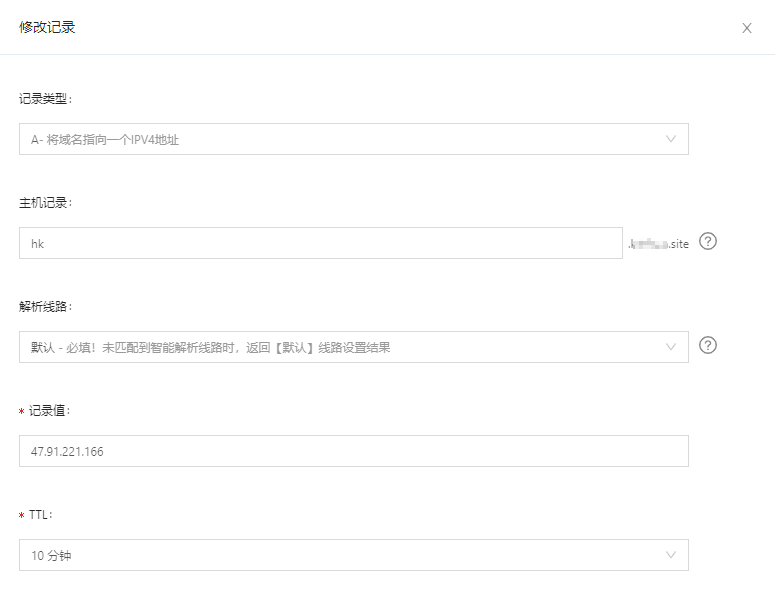 修改记录
记录类型：
A- 将域名指向一个IPV4地址
主机记录：
hk
.site
解析线路：
默认 - 必填！未匹配到智能解析线路时，返回【默认】线路设置结果
* 记录值：
47.91.221.166
* TTL：
10 分钟